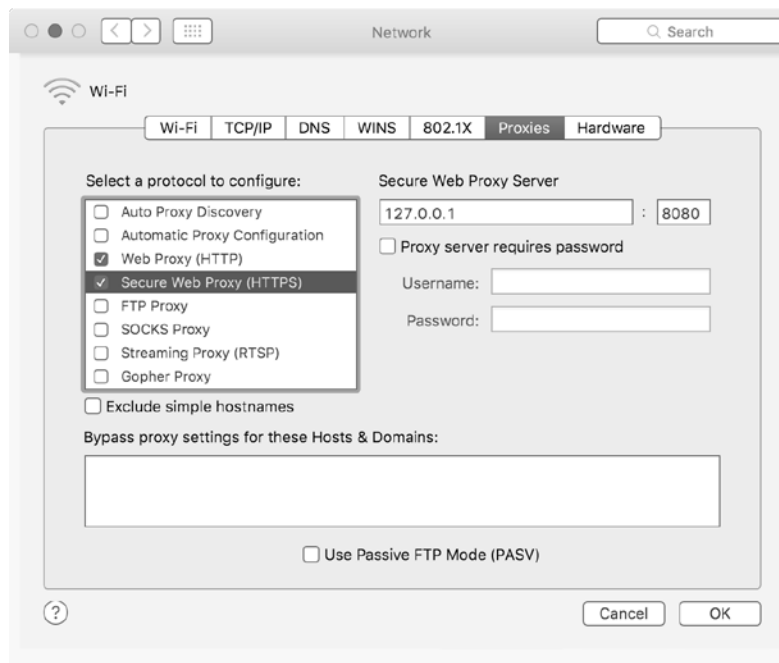 Network
Search
Wi-Fi
Wi-Fi TCP/IP DNS WINS 802.1X Proxies Hardware
Select a protocol to configure:
Auto Proxy Discovery
Automatic Proxy Configuration
Web Proxy (HTTP)
Secure Web Proxy (HTTPS)
FTP Proxy
SOCKS Proxy
Streaming Proxy (RTSP)
Gopher Proxy
Exclude simple hostnames
Secure Web Proxy Server
127.0.0.1 : 8080
Proxy server requires password
Username:
Password:
Bypass proxy settings for these Hosts & Domains:
Use Passive FTP Mode (PASV)
?
Cancel
OK